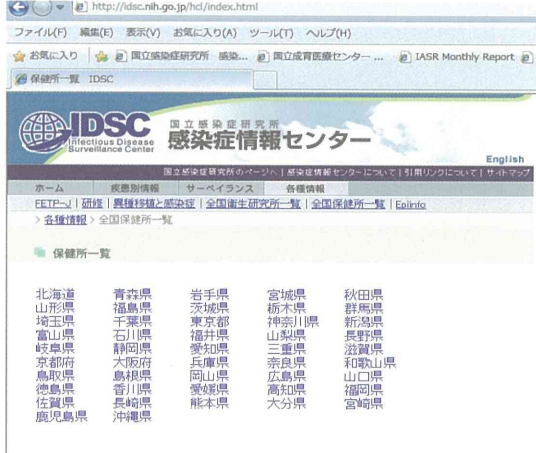 http://idsc.nih.go.jp/hcl/index.html
ファイル(F) 編集(E) 表示(V) お気に入り(A) ツール(T) ヘルプ(H)
お気に入り 国立感染症研究所 感染... 国立成育医療センター ... IASR Monthly Report
保健所一覧 IDSC
IDSC
Infectious Disease
Surveillance Center
国立感染症研究所
感染症情報センター
English
国立感染症研究所のページへ | 感染症情報センターについて | 引用リンクについて | サイトマップ
ホーム 疾患別情報 サーベイランス 各種情報
FETP-J | 研修 | 異種移植と感染症 | 全国衛生研究所一覧 | 全国保健所一覧 | Epiinfo
> 各種情報 > 全国保健所一覧
保健所一覧
北海道 青森県 岩手県 宮城県 秋田県
山形県 福島県 茨城県 栃木県 群馬県
埼玉県 千葉県 東京都 神奈川県 新潟県
富山県 石川県 福井県 山梨県 長野県
岐阜県 静岡県 愛知県 三重県 滋賀県
京都府 大阪府 兵庫県 奈良県 和歌山県
鳥取県 島根県 岡山県 広島県 山口県
徳島県 香川県 愛媛県 高知県 福岡県
佐賀県 長崎県 熊本県 大分県 宮崎県
鹿児島県 沖縄県